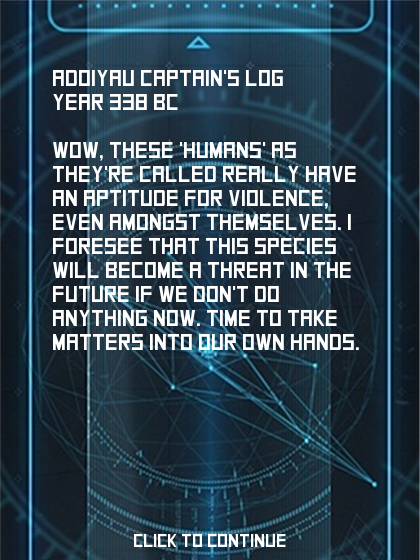 ADDIYAU CAPTAIN'S LOG
YEAR 338 BC
WOW, THESE 'HUMANS' AS
THEY'RE CALLED REALLY HAVE
AN APTITUDE FOR VIOLENCE,
EVEN AMONGST THEMSELVES. I
FORESEE THAT THIS SPECIES
WILL BECOME A THREAT IN THE
FUTURE IF WE DON'T DO
ANYTHING NOW. TIME TO TAKE
MATTERS INTO OUR OWN HANDS.
CLICK TO CONTINUE